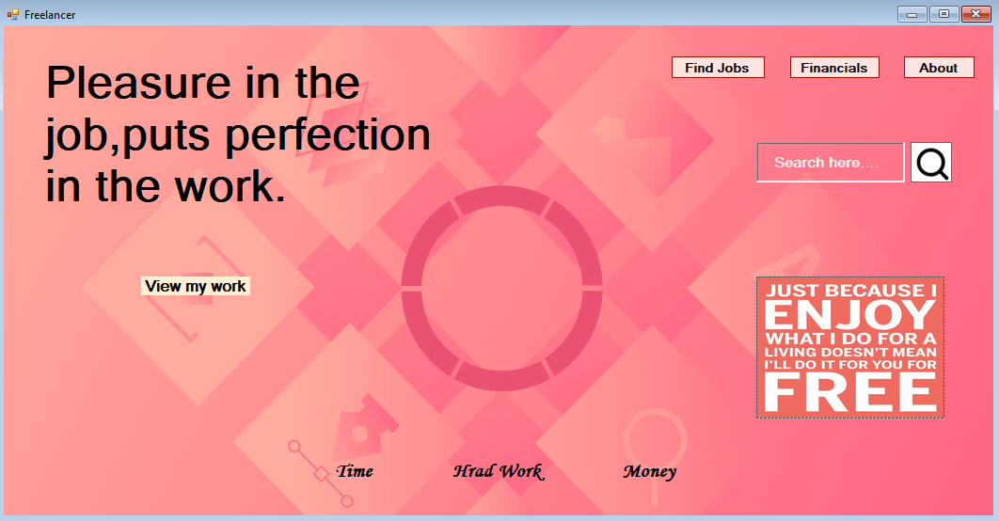 Freelancer
Pleasure in the
job,puts perfection
in the work.
Find Jobs
Financials
About
Search here....
View my work
JUST BECAUSE I
ENJOY
WHAT I DO FOR A
LIVING DOESN'T MEAN
I'LL DO IT FOR YOU FOR
FREE
Time
Hrad Work
Money